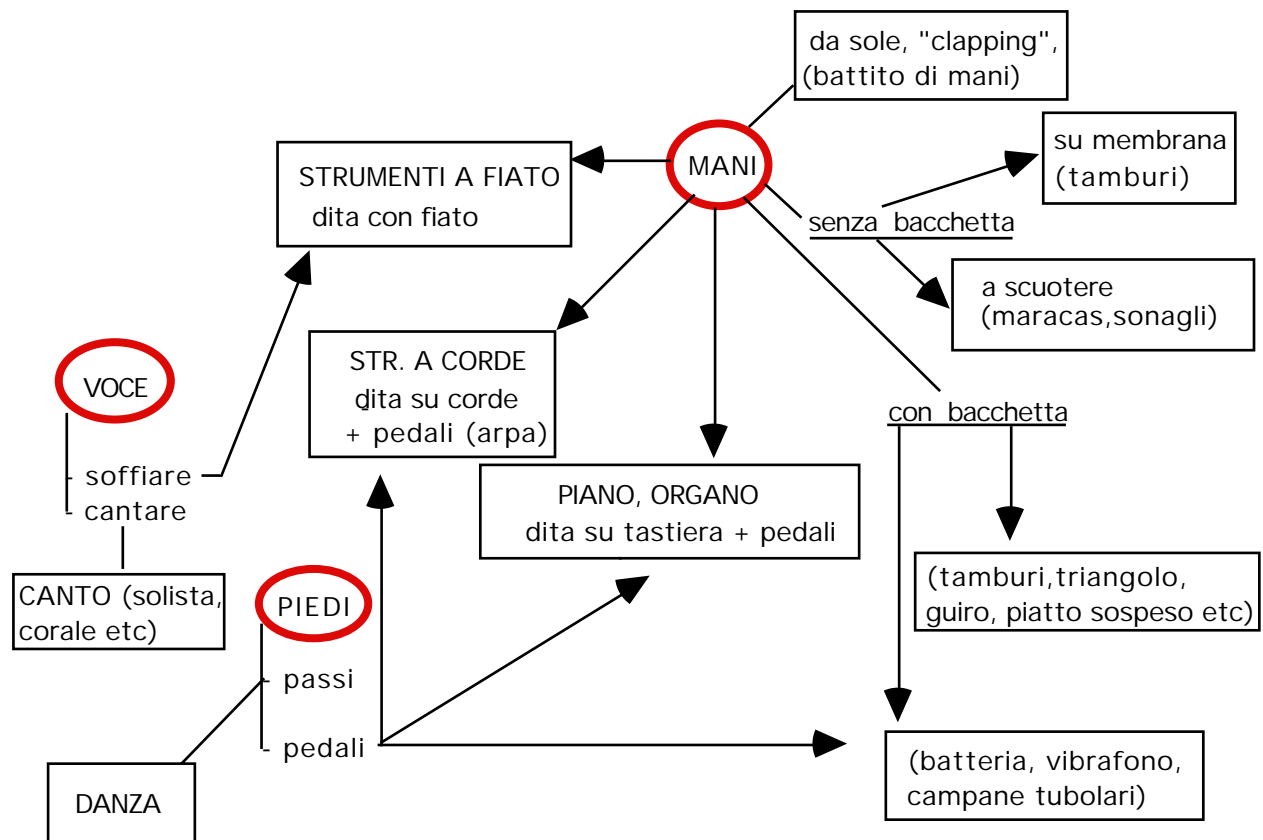 da sole, "clapping",
(battito di mani)
MANI
su membrana
(tamburi)
STRUMENTI A FIATO
dita con fiato
senza bacchetta
a scuotere
(maracas,sonagli)
STR. A CORDE
dita su corde
+ pedali (arpa)
VOCE
- soffiare
- cantare
con bacchetta
PIANO, ORGANO
dita su tastiera + pedali
CANTO (solista,
corale etc)
PIEDI
- passi
- pedali
(tamburi,triangolo,
guiro, piatto sospeso etc)
DANZA
(batteria, vibrafono,
campane tubolari)